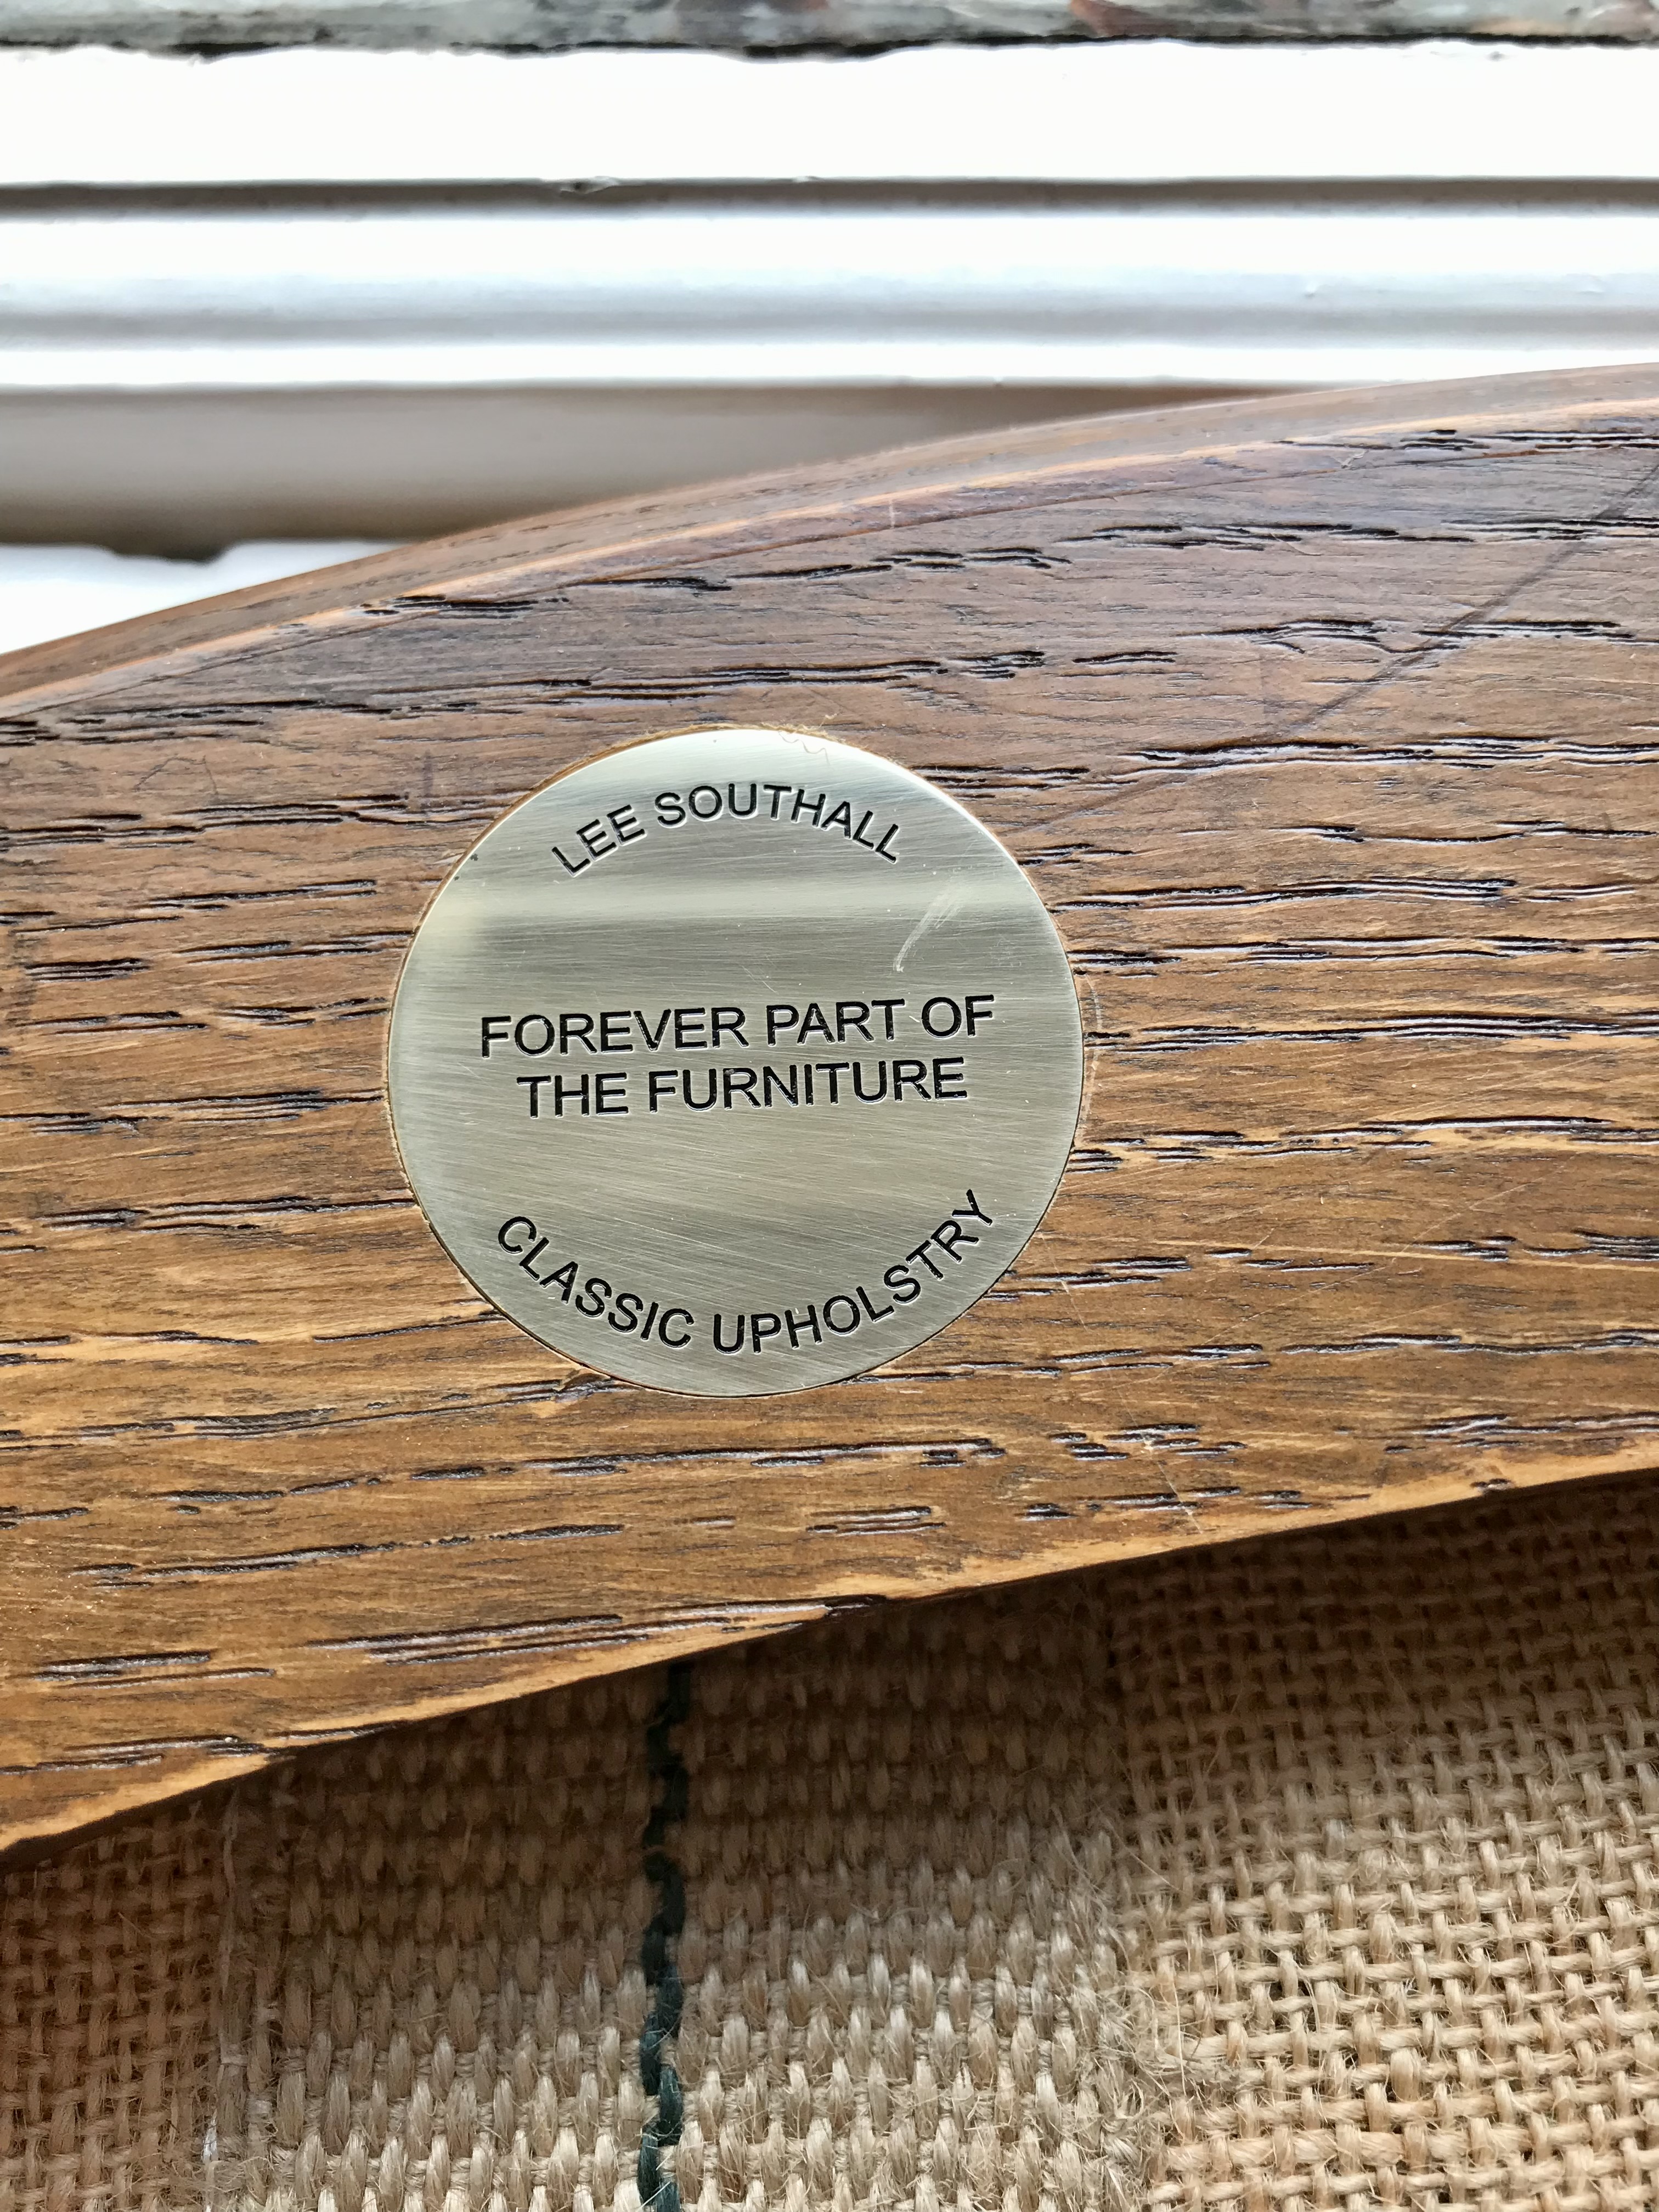 LEE SOUTHALL
FOREVER PART OF
THE FURNITURE
CLASSIC UPHOLSTRY